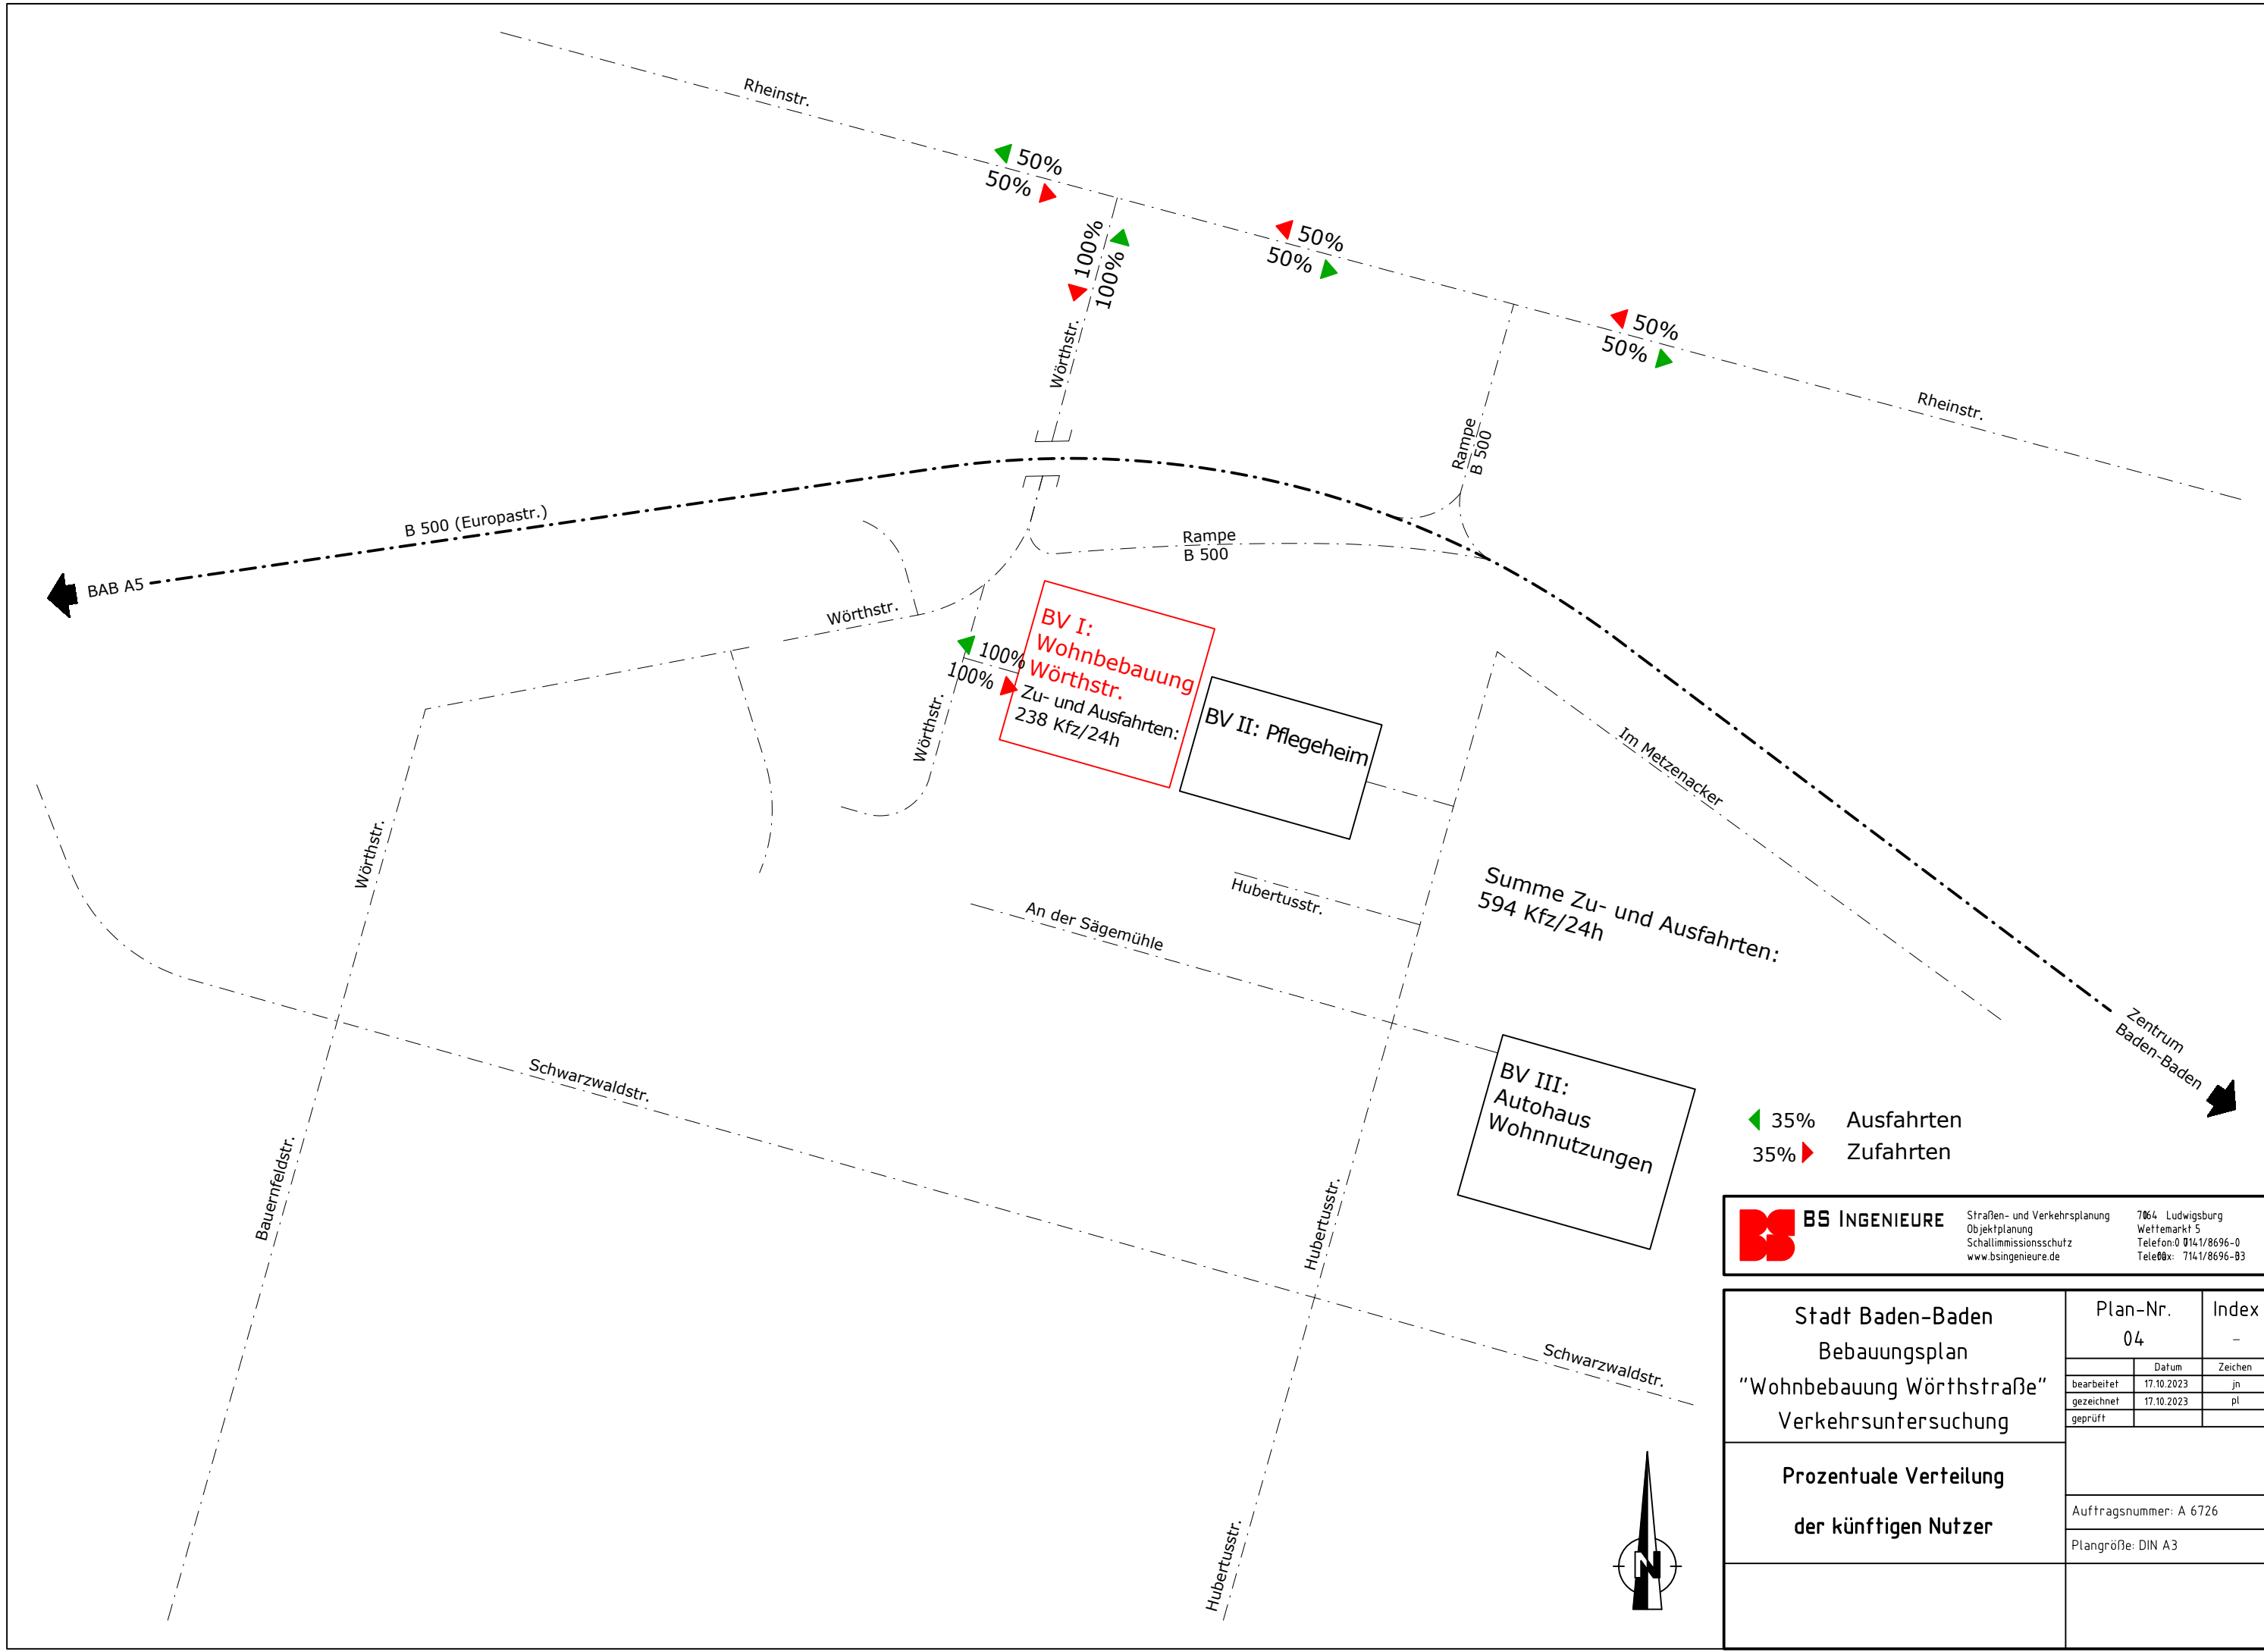 Rheinstr.
50%
50%
100%
100%
50%
50%
50%
50%
Wörthstr.
Rheinstr.
Rampe
B 500
B 500 (Europastr.)
Rampe
B 500
BAB A5
Wörthstr.
100%
100%
Wörthstr.
BV I:
Wohnbebauung
Wörthstr.
Zu- und Ausfahrten:
238 Kfz/24h
BV II: Pflegeheim
Im Metzenacker
Wörthstr.
Hubertusstr.
An der Sägemühle
Summe Zu- und Ausfahrten:
594 Kfz/24h
Zentrum
Baden-Baden
Schwarzwaldstr.
BV III:
Autohaus
Wohnnutzungen
Bauernfeldstr.
Hubertusstr.
Schwarzwaldstr.
Hubertusstr.
35% Ausfahrten
35% Zufahrten
BS INGENIEURE
Straßen- und Verkehrsplanung
Objektplanung
Schallimmissionsschutz
www.bsingenieure.de
Ludwigsburg
Wettemarkt 5
7141/8696-0
Stadt Baden-Baden
Bebauungsplan
"Wohnbebauung Wörthstraße"
Verkehrsuntersuchung
Plan-Nr. Index
04 -
Datum Zeichen
bearbeitet 17.10.2023 jn
gezeichnet 17.10.2023 pl
geprüft
Prozentuale Verteilung
der künftigen Nutzer
Auftragsnummer: A 6726
Plangröße: DIN A3
N